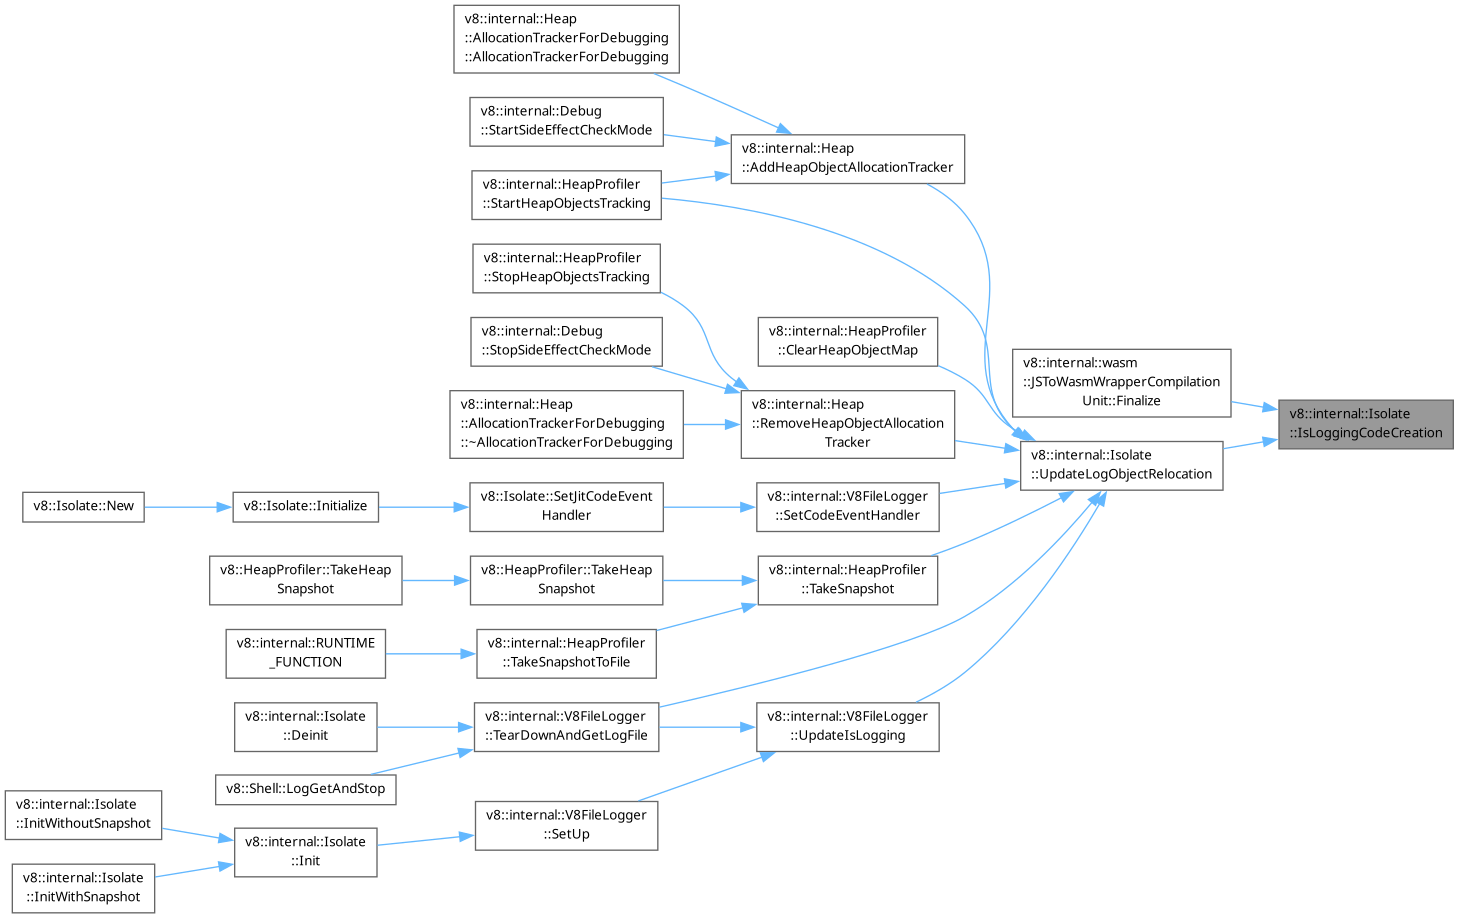 v8::internal::Heap
::AllocationTrackerForDebugging
::AllocationTrackerForDebugging
v8::internal::Debug
::StartSideEffectCheckMode
v8::internal::Heap
::AddHeapObjectAllocationTracker
v8::internal::HeapProfiler
::StartHeapObjectsTracking
v8::internal::HeapProfiler
::StopHeapObjectsTracking
v8::internal::Debug
::StopSideEffectCheckMode
v8::internal::HeapProfiler
::ClearHeapObjectMap
v8::internal::wasm
::JSToWasmWrapperCompilation
Unit::Finalize
v8::internal::Isolate
::IsLoggingCodeCreation
v8::internal::Heap
::AllocationTrackerForDebugging
::~AllocationTrackerForDebugging
v8::internal::Heap
::RemoveHeapObjectAllocation
Tracker
v8::internal::Isolate
::UpdateLogObjectRelocation
v8::Isolate::New
v8::Isolate::Initialize
v8::Isolate::SetJitCodeEvent
Handler
v8::internal::V8FileLogger
::SetCodeEventHandler
v8::HeapProfiler::TakeHeap
Snapshot
v8::HeapProfiler::TakeHeap
Snapshot
v8::internal::HeapProfiler
::TakeSnapshot
v8::internal::RUNTIME
_FUNCTION
v8::internal::HeapProfiler
::TakeSnapshotToFile
v8::internal::Isolate
::Deinit
v8::internal::V8FileLogger
::TearDownAndGetLogFile
v8::internal::V8FileLogger
::UpdateIsLogging
v8::Shell::LogGetAndStop
v8::internal::Isolate
::InitWithoutSnapshot
v8::internal::Isolate
::Init
v8::internal::V8FileLogger
::SetUp
v8::internal::Isolate
::InitWithSnapshot